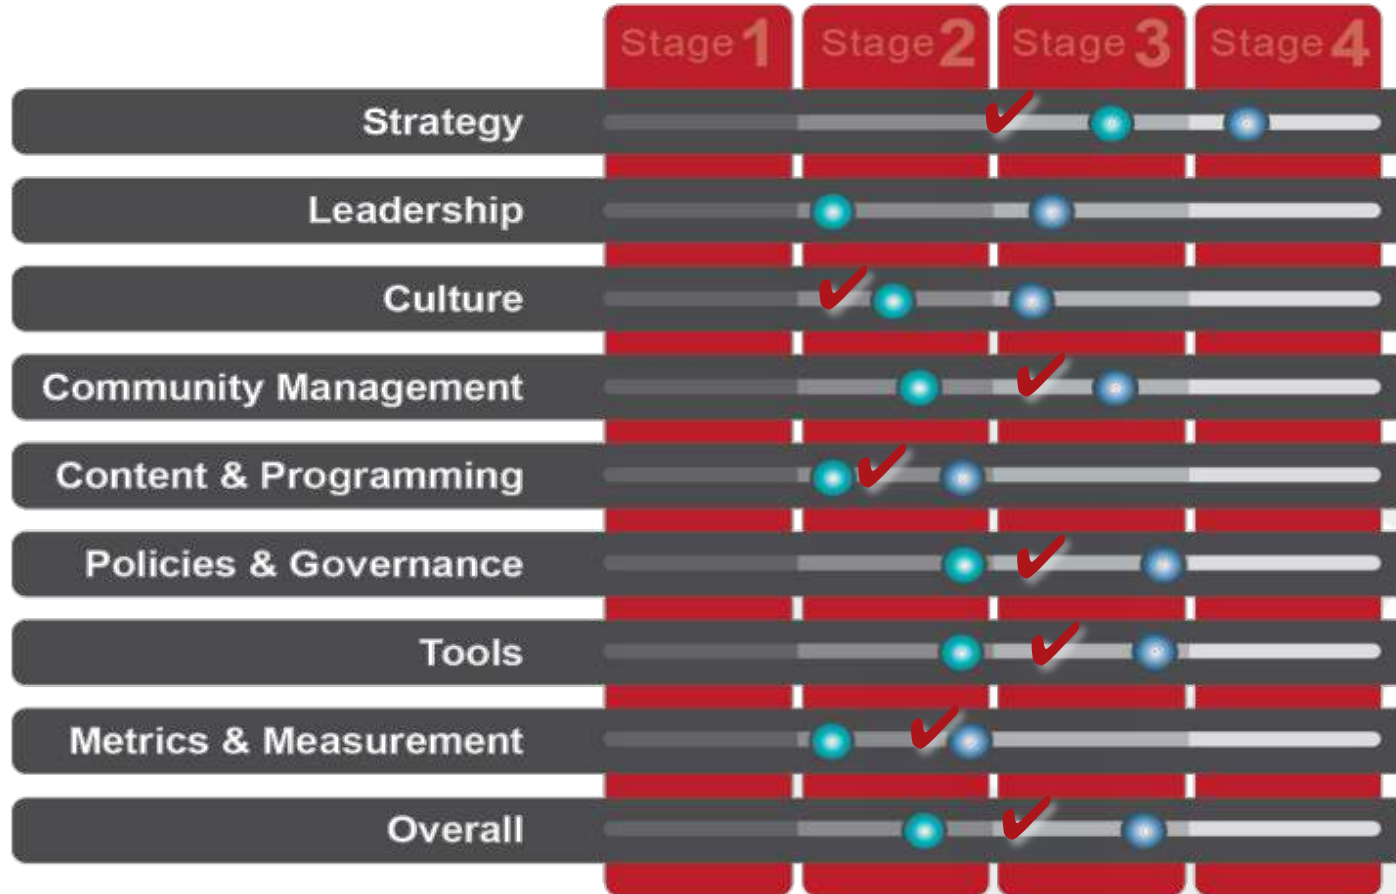 Stage 1 Stage 2 Stage 3 Stage 4
Strategy
Leadership
Culture
Community Management
Content & Programming
Policies & Governance
Tools
Metrics & Measurement
Overall